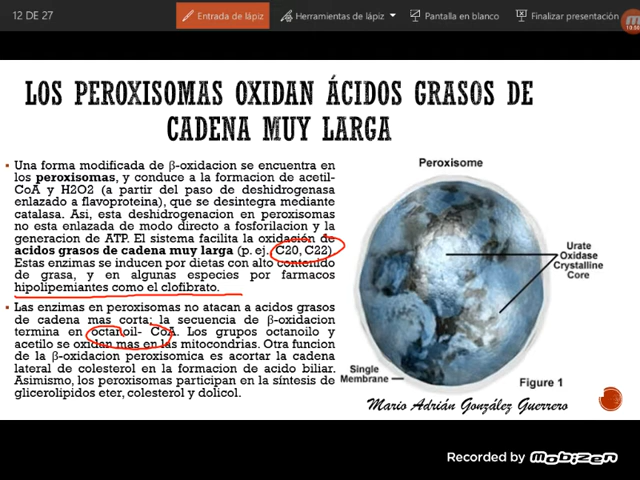 12 DE 27
Entrada de lápiz
Herramientas de lápiz
Pantalla en blanco
Finalizar presentación
LOS PEROXISOMAS OXIDAN ÁCIDOS GRASOS DE
CADENA MUY LARGA
Una forma modificada de β-oxidacion se encuentra en
los peroxisomas, y conduce a la formacion de acetil-
CoA y H2O2 (a partir del paso de deshidrogenasa
enlazado a flavoproteina), que se desintegra mediante
catalasa. Asi, esta deshidrogenacion en peroxisomas
no esta enlazada de modo directo a fosforilacion y la
generacion de ATP. El sistema facilita la oxidación de
acidos grasos de cadena muy larga (p. ej. C20, C22)
Estas enzimas se inducen por dietas con alto contenido
de grasa, y en algunas especies por farmacos
hipolipemiantes como el clofibrato.
Las enzimas en peroxisomas no atacan a acidos grasos
de cadena mas corta; la secuencia de β-oxidacion
termina en octanoil- CoA. Los grupos octanoilo y
acetilo se oxidan mas en las mitocondrias. Otra funcion
de la β-oxidacion peroxisomica es acortar la cadena
lateral de colesterol en la formacion de acido biliar.
Asimismo, los peroxisomas participan en la síntesis de
glicerolipidos eter, colesterol y dolicol.
Peroxisome
Urate
Oxidase
Crystalline
Core
Single
Membrane
Figure 1
Mario Adrián González Guerrero
Recorded by MOBIZEN